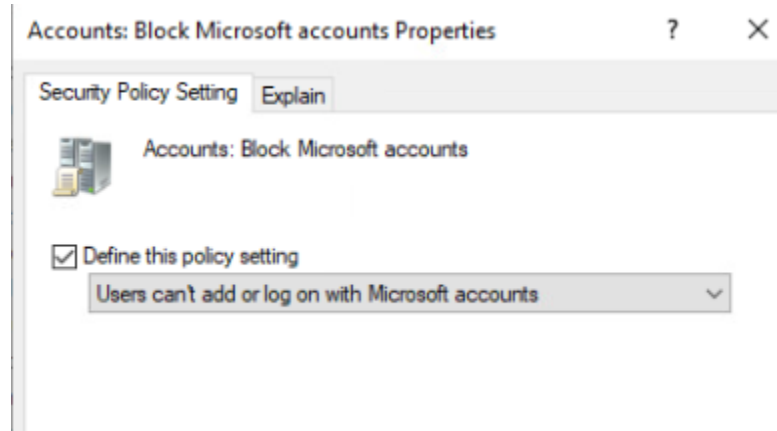 Accounts: Block Microsoft accounts Properties ? ×
Security Policy Setting Explain
Accounts: Block Microsoft accounts
Define this policy setting
Users can't add or log on with Microsoft accounts